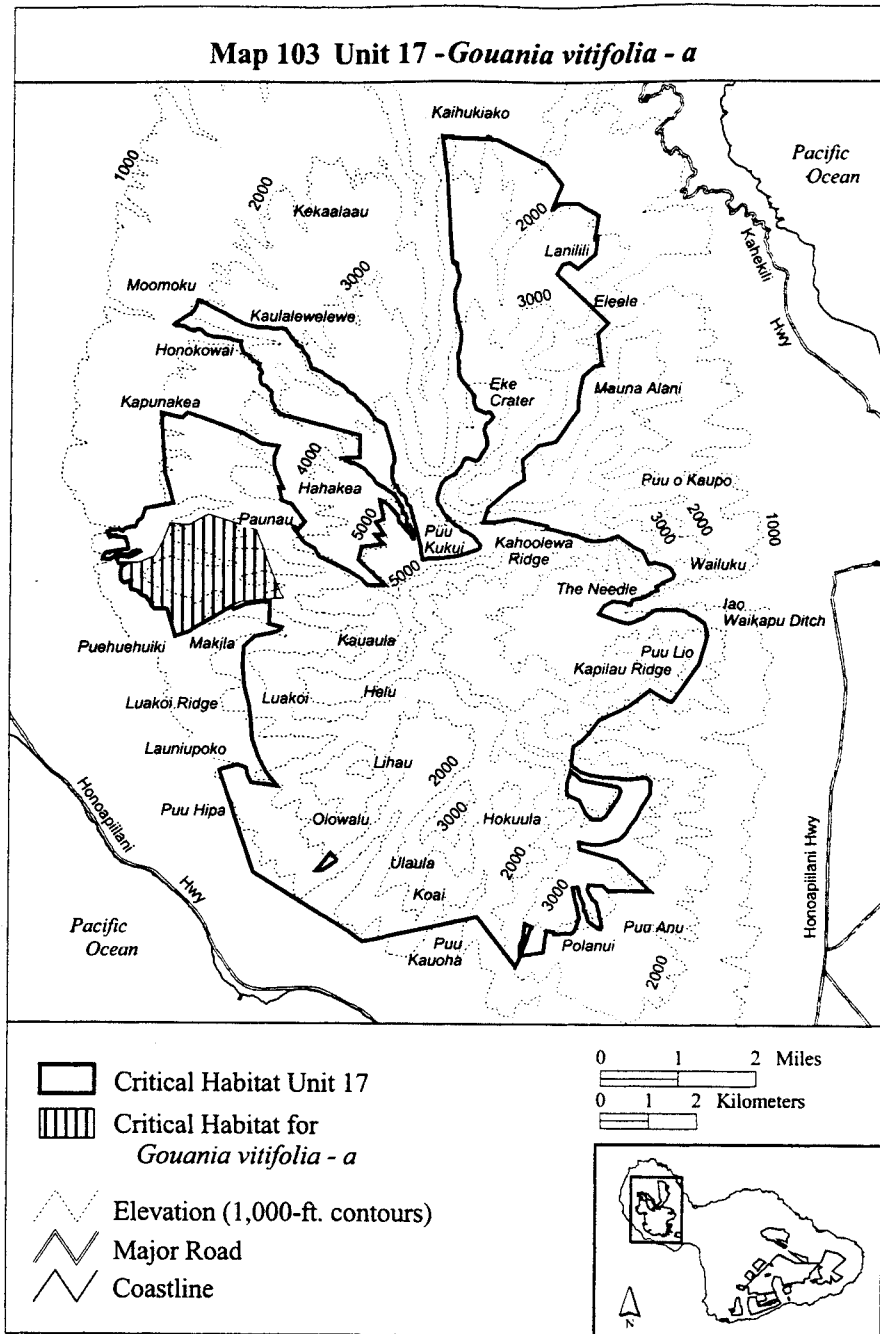 Map 103 Unit 17 - Gouania vitifolia - a
Kaihukiako
Pacific
Ocean
1000
2000
Kekaalaau
2000
Lanilili
Kahekili
Hwy
3000
3000
Eleele
Moomoku
Kaulalewelewe
Honokowai
Kapunakea
Eke
Crater
Mauna Alani
4000
Hahakea
Puu o Kaupo
Paunau
5000
Puu
Kukui
5000
Kahoolewa
Ridge
3000
2000
1000
Wailuku
The Needle
Iao
Waikapu Ditch
Puehuehuiki
Makila
Kauaula
Puu Lio
Kapilau Ridge
Luakoi Ridge
Luakoi
Helu
Launiupoko
Lihau
2000
Puu Hipa
Olowalu
3000
Hokuula
Honoapiilani
Hwy
Ulaula
2000
Koai
3000
Puu Anu
Pacific
Ocean
Puu
Kauoha
Polanui
2000
Honoapiilani Hwy
Critical Habitat Unit 17
Critical Habitat for
Gouania vitifolia - a
Elevation (1,000-ft. contours)
Major Road
Coastline
0 1 2 Miles
0 1 2 Kilometers
N